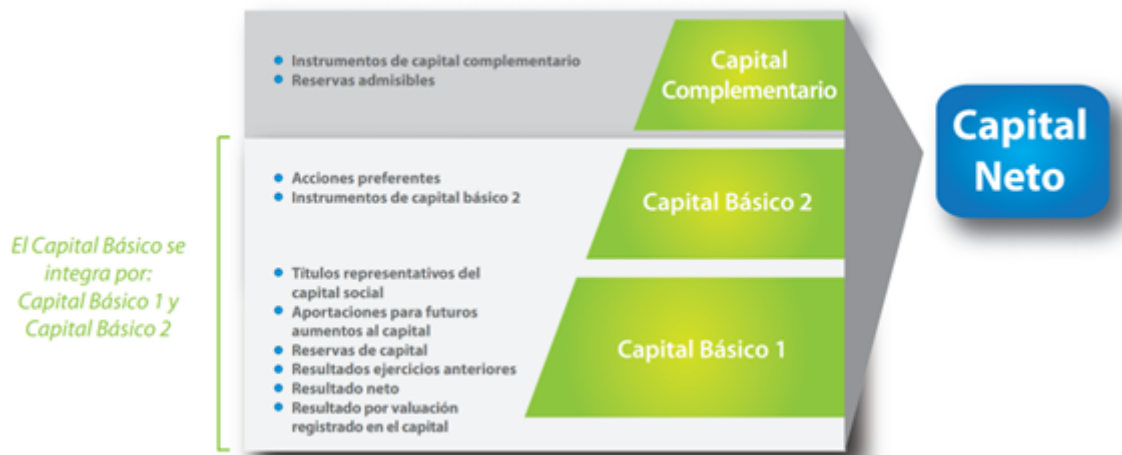 Instrumentos de capital complementario
Reservas admisibles
Capital
Complementario
Capital
Neto
Acciones preferentes
Instrumentos de capital básico 2
Capital Básico 2
El Capital Básico se
integra por:
Capital Básico 1 y
Capital Básico 2
Títulos representativos del
capital social
Aportaciones para futuros
aumentos al capital
Reservas de capital
Resultados ejercicios anteriores
Resultado neto
Resultado por valuación
registrado en el capital
Capital Básico 1